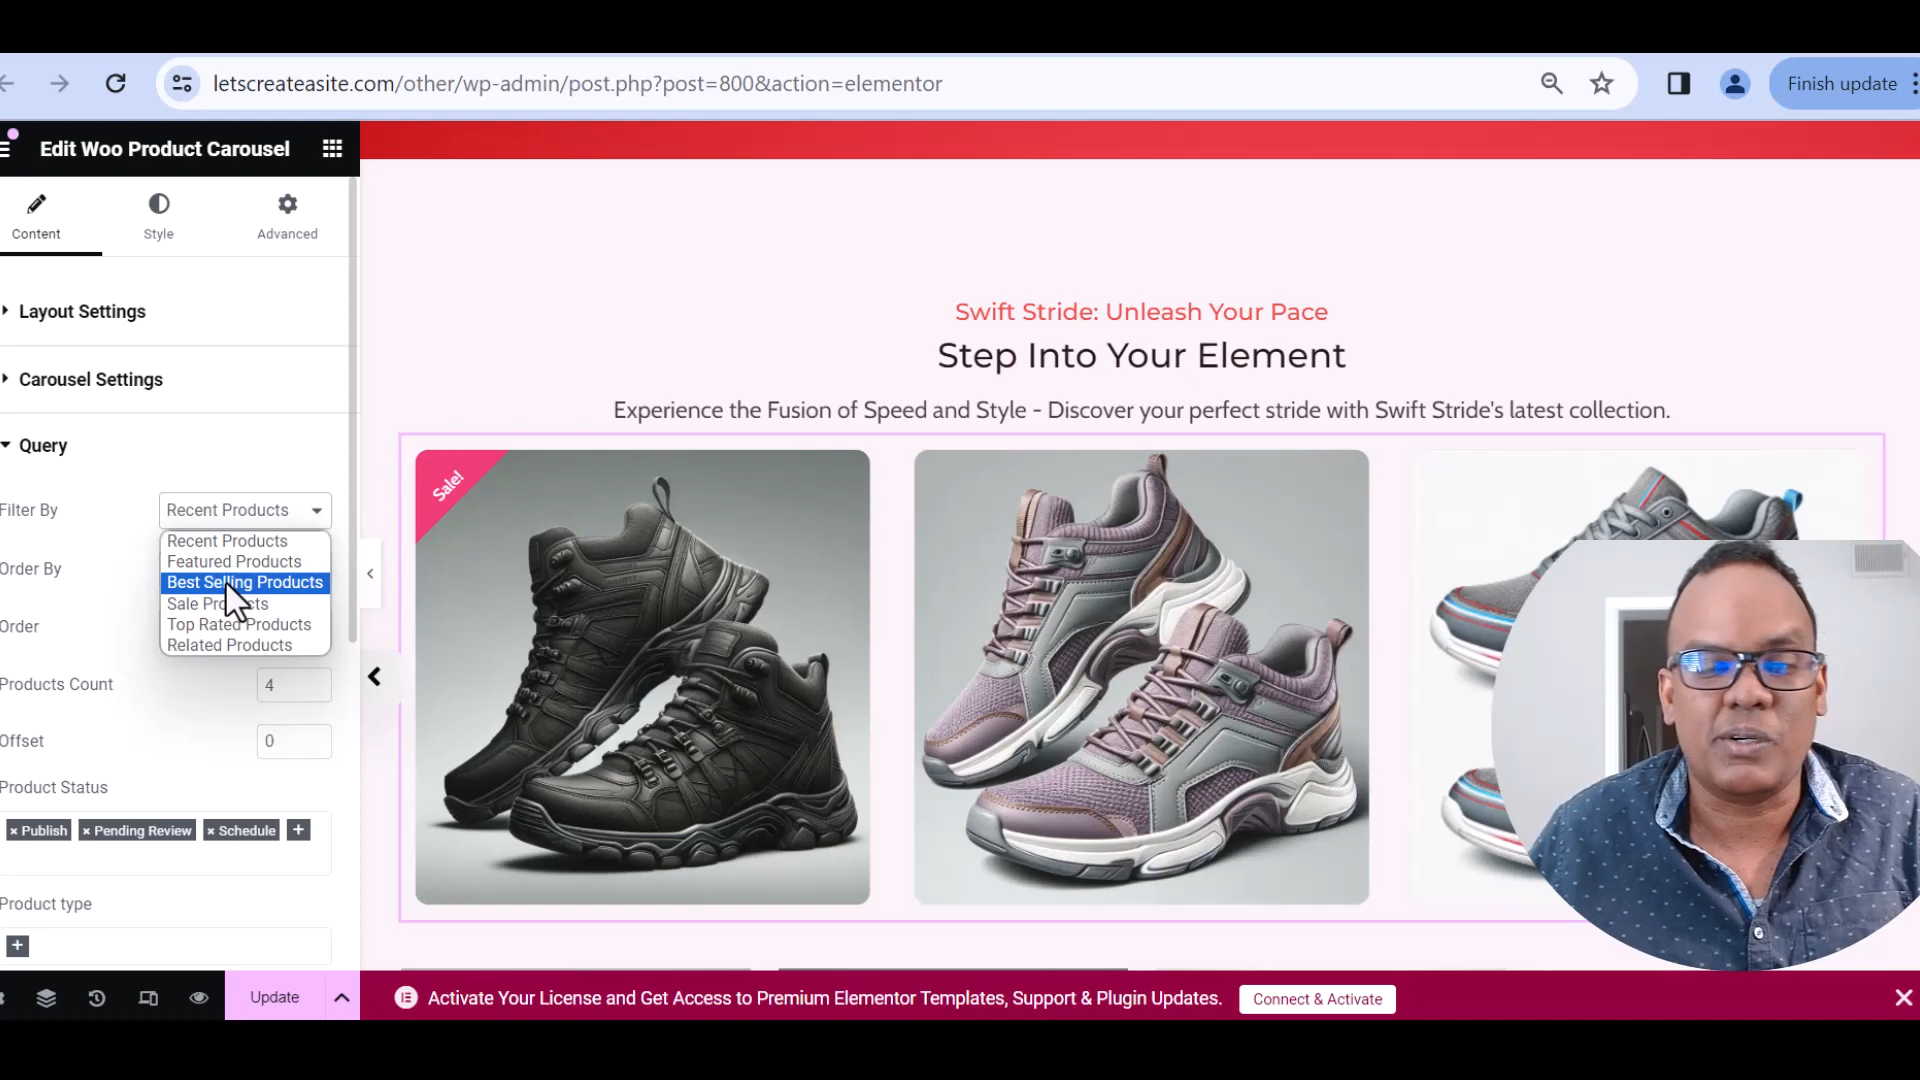 letscreateasite.com/other/wp-admin/post.php?post=800&action=elementor
Finish update
Edit Woo Product Carousel
Content
Style
Advanced
Layout Settings
Carousel Settings
Query
Filter By
Recent Products
Recent Products
Featured Products
Best Selling Products
Sale Products
Top Rated Products
Related Products
Order By
Order
Products Count
4
Offset
0
Product Status
× Publish
× Pending Review
× Schedule
+
Product type
+
Update
Swift Stride: Unleash Your Pace
Step Into Your Element
Experience the Fusion of Speed and Style - Discover your perfect stride with Swift Stride's latest collection.
Sale!
Activate Your License and Get Access to Premium Elementor Templates, Support & Plugin Updates.
Connect & Activate